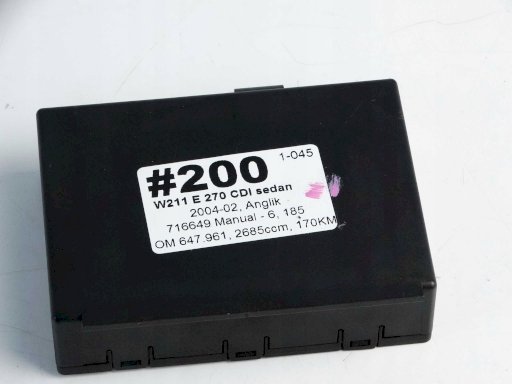 #200 1-045
W211 E 270 CDI sedan
2004-02, Anglik
716649 Manual - 6, 185
OM 647.961, 2685ccm, 170KM